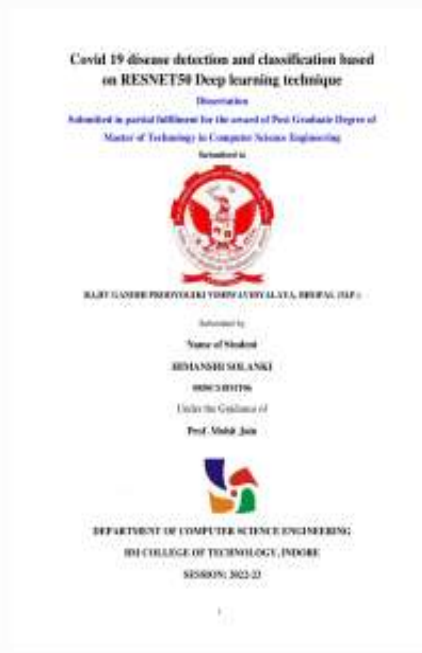 Covid 19 disease detection and classification based
on RESNET50 Deep learning technique
Dissertation
Submitted in partial fulfilment for the award of Post Graduate Degree of
Master of Technology in Computer Science Engineering
Submitted to
RAJIV GANDHI PROUDYOGIKI VISHWAVIDYALAYA, BHOPAL (M.P.)
Submitted by
Name of Student
HIMANSHI SOLANKI
Under the Guidance of
Prof. Mohit Jain
DEPARTMENT OF COMPUTER SCIENCE ENGINEERING
COLLEGE OF TECHNOLOGY, INDORE
SESSION: 2022-23